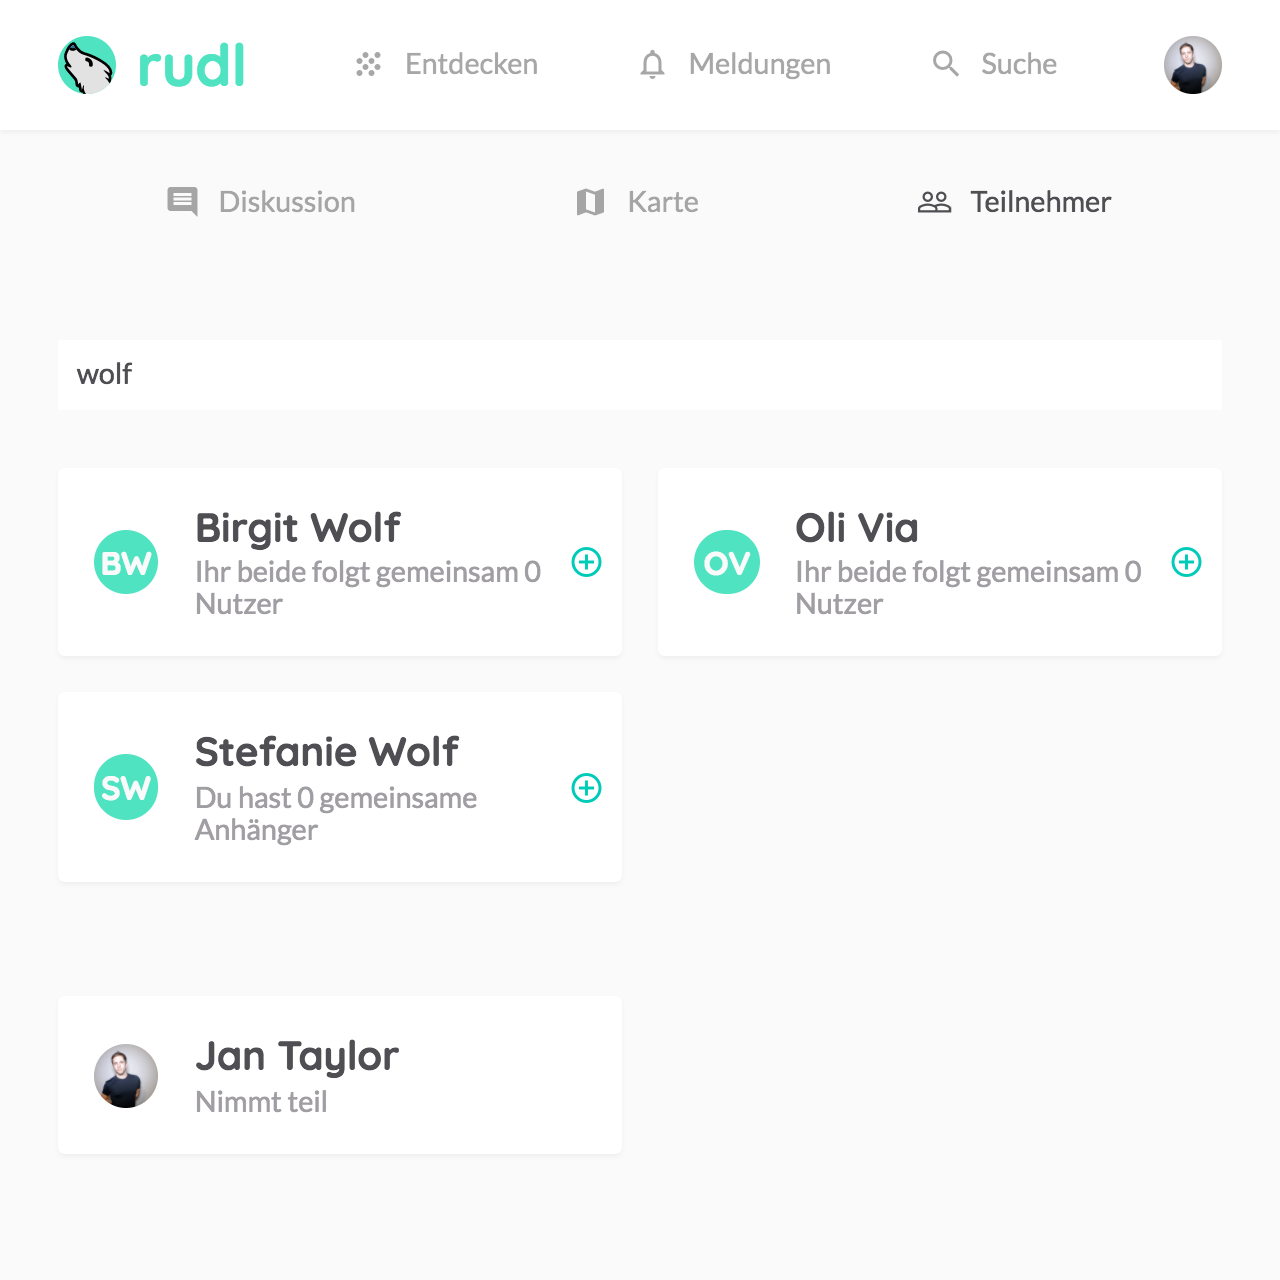 rudl
Entdecken
Meldungen
Suche
Diskussion
Karte
Teilnehmer
wolf
BW
Birgit Wolf
Ihr beide folgt gemeinsam 0
Nutzer
OV
Oli Via
Ihr beide folgt gemeinsam 0
Nutzer
SW
Stefanie Wolf
Du hast 0 gemeinsame
Anhänger
Jan Taylor
Nimmt teil